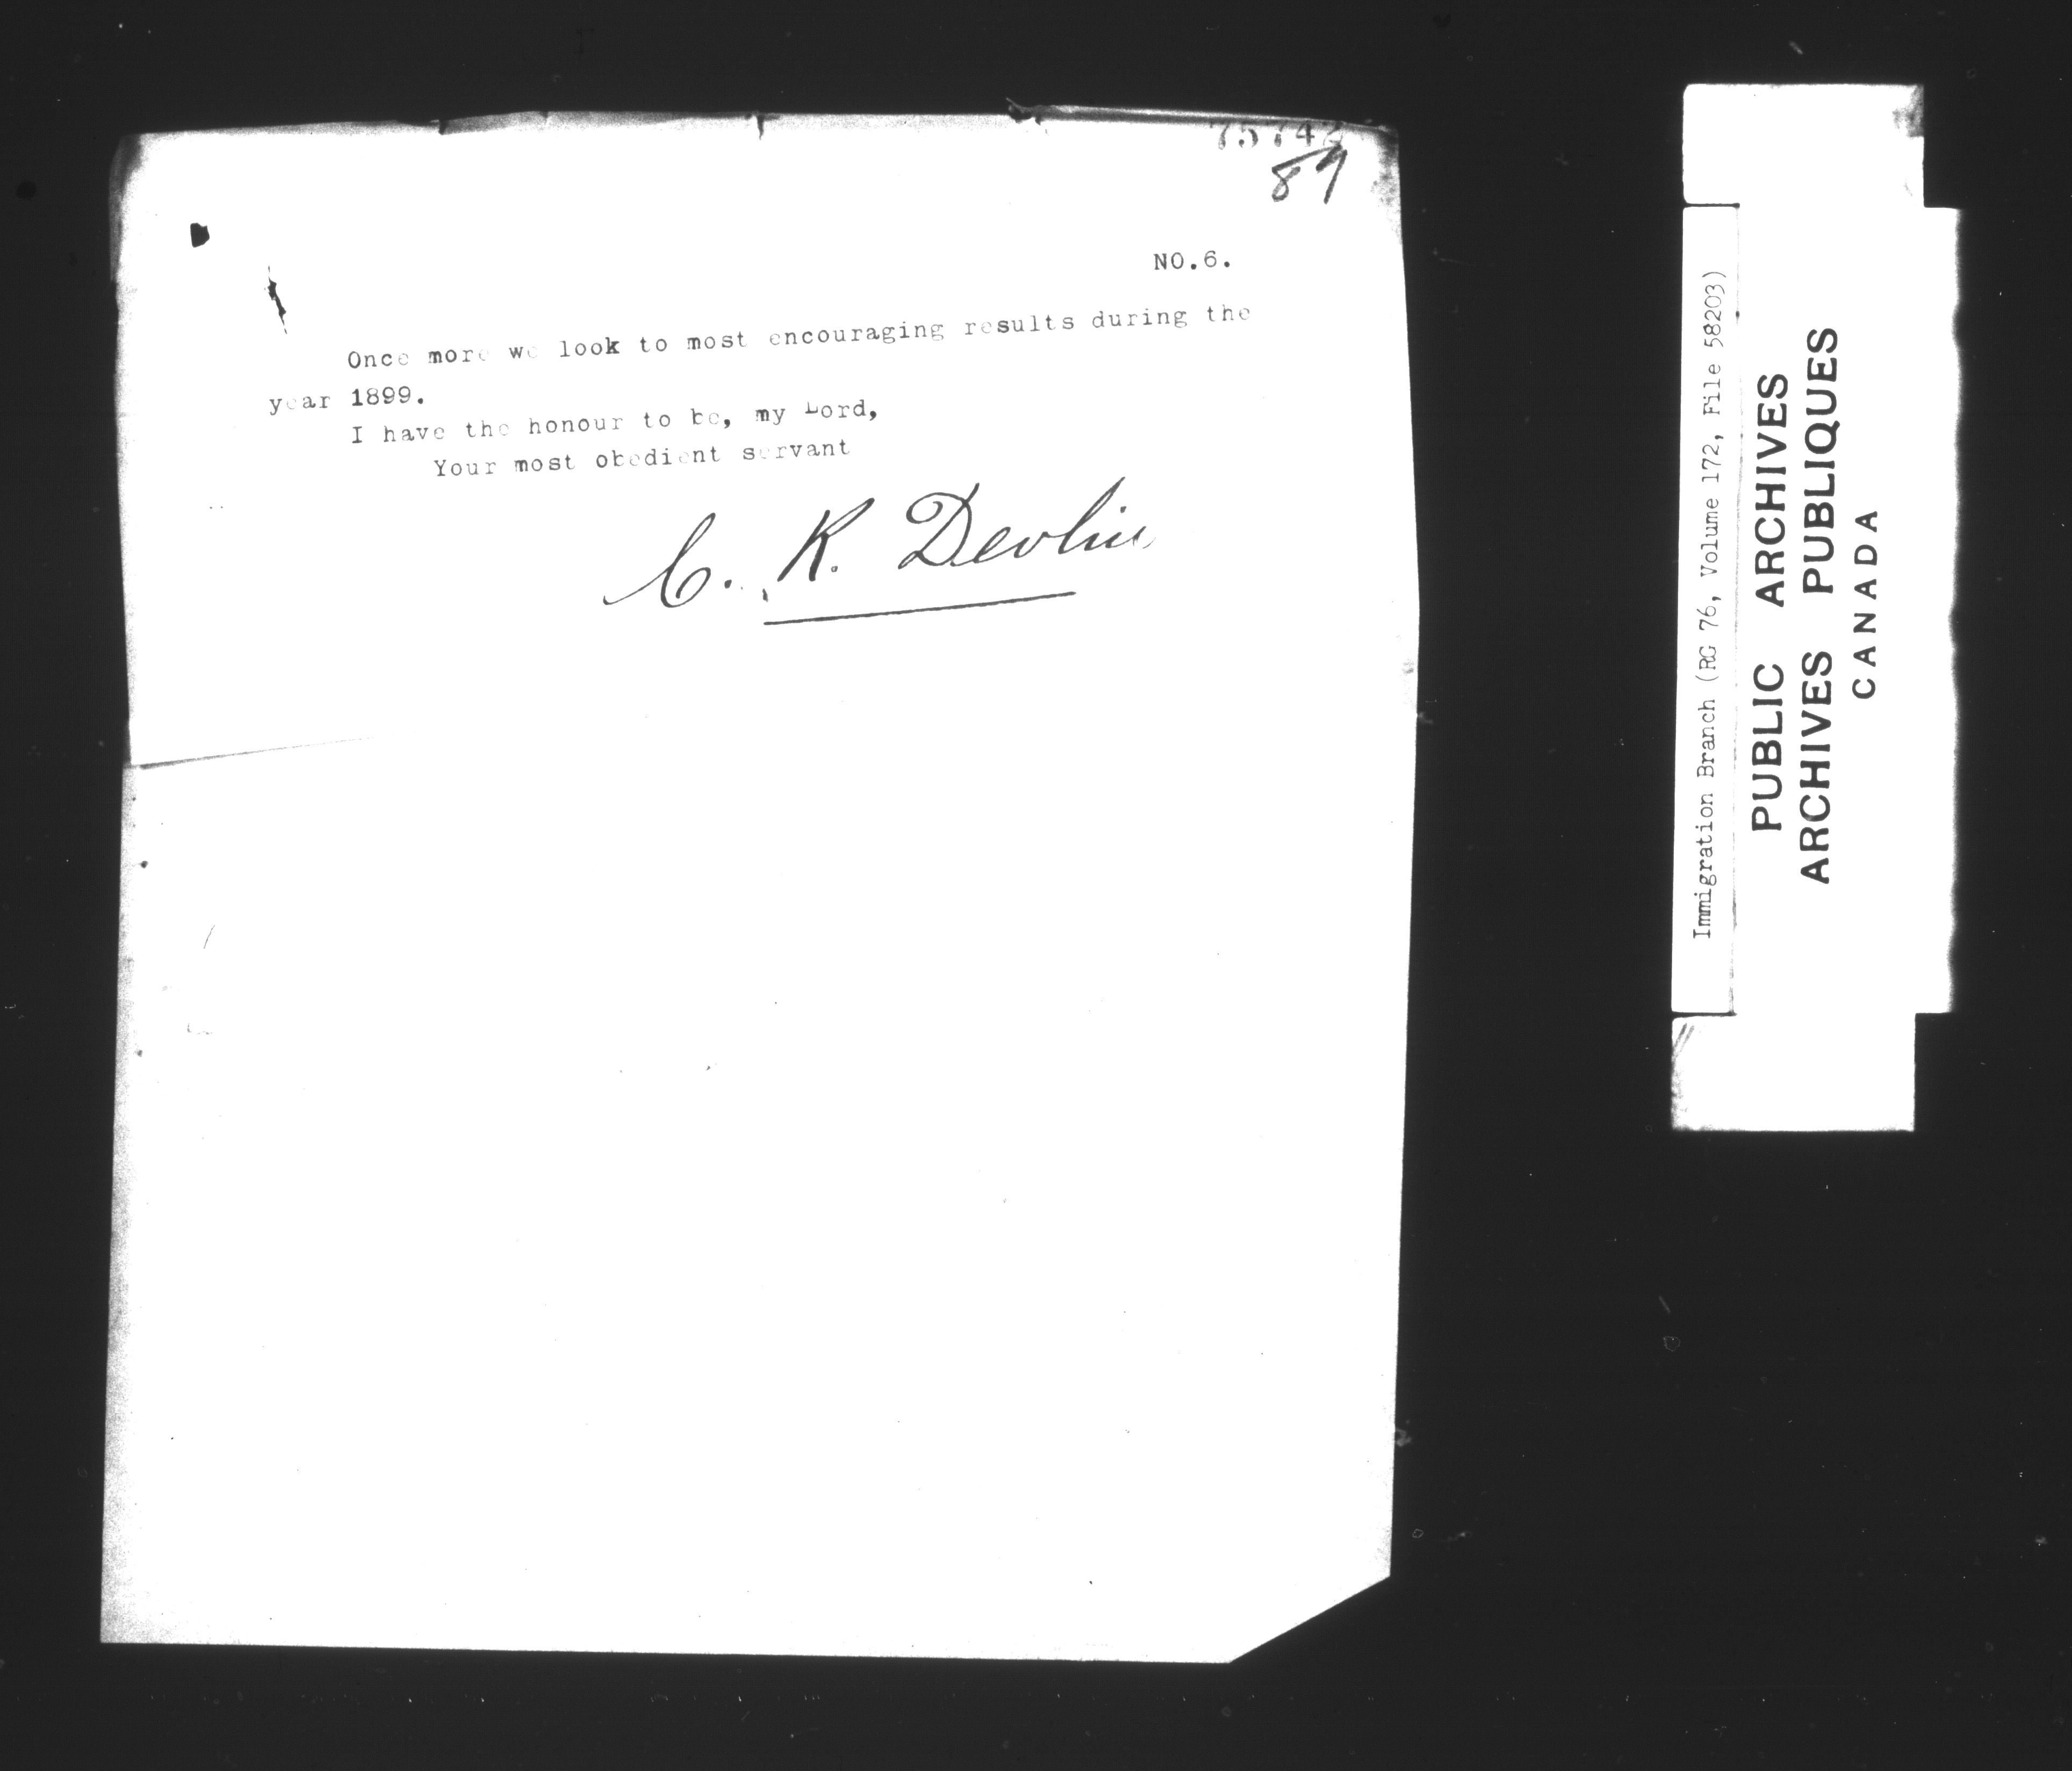 75742
87
NO.6.
Once more we look to most encouraging results during the
year 1899.
I have the honour to be, my Lord,
Your most obedient servant
C. R. Devlin
Immigration Branch (RG 76, Volume 172, File 58203)
PUBLIC ARCHIVES
ARCHIVES PUBLIQUES
CANADA